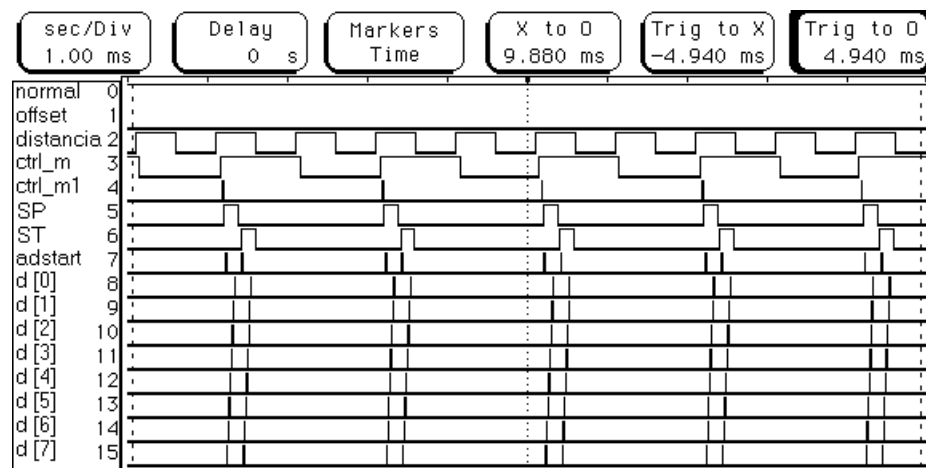 sec/Div Delay Markers X to O Trig to X Trig to O
1.00 ms 0 s Time 9.880 ms -4.940 ms 4.940 ms
normal 0
offset 1
distancia 2
ctrl_m 3
ctrl_m1 4
SP 5
ST 6
adstart 7
d [0] 8
d [1] 9
d [2] 10
d [3] 11
d [4] 12
d [5] 13
d [6] 14
d [7] 15